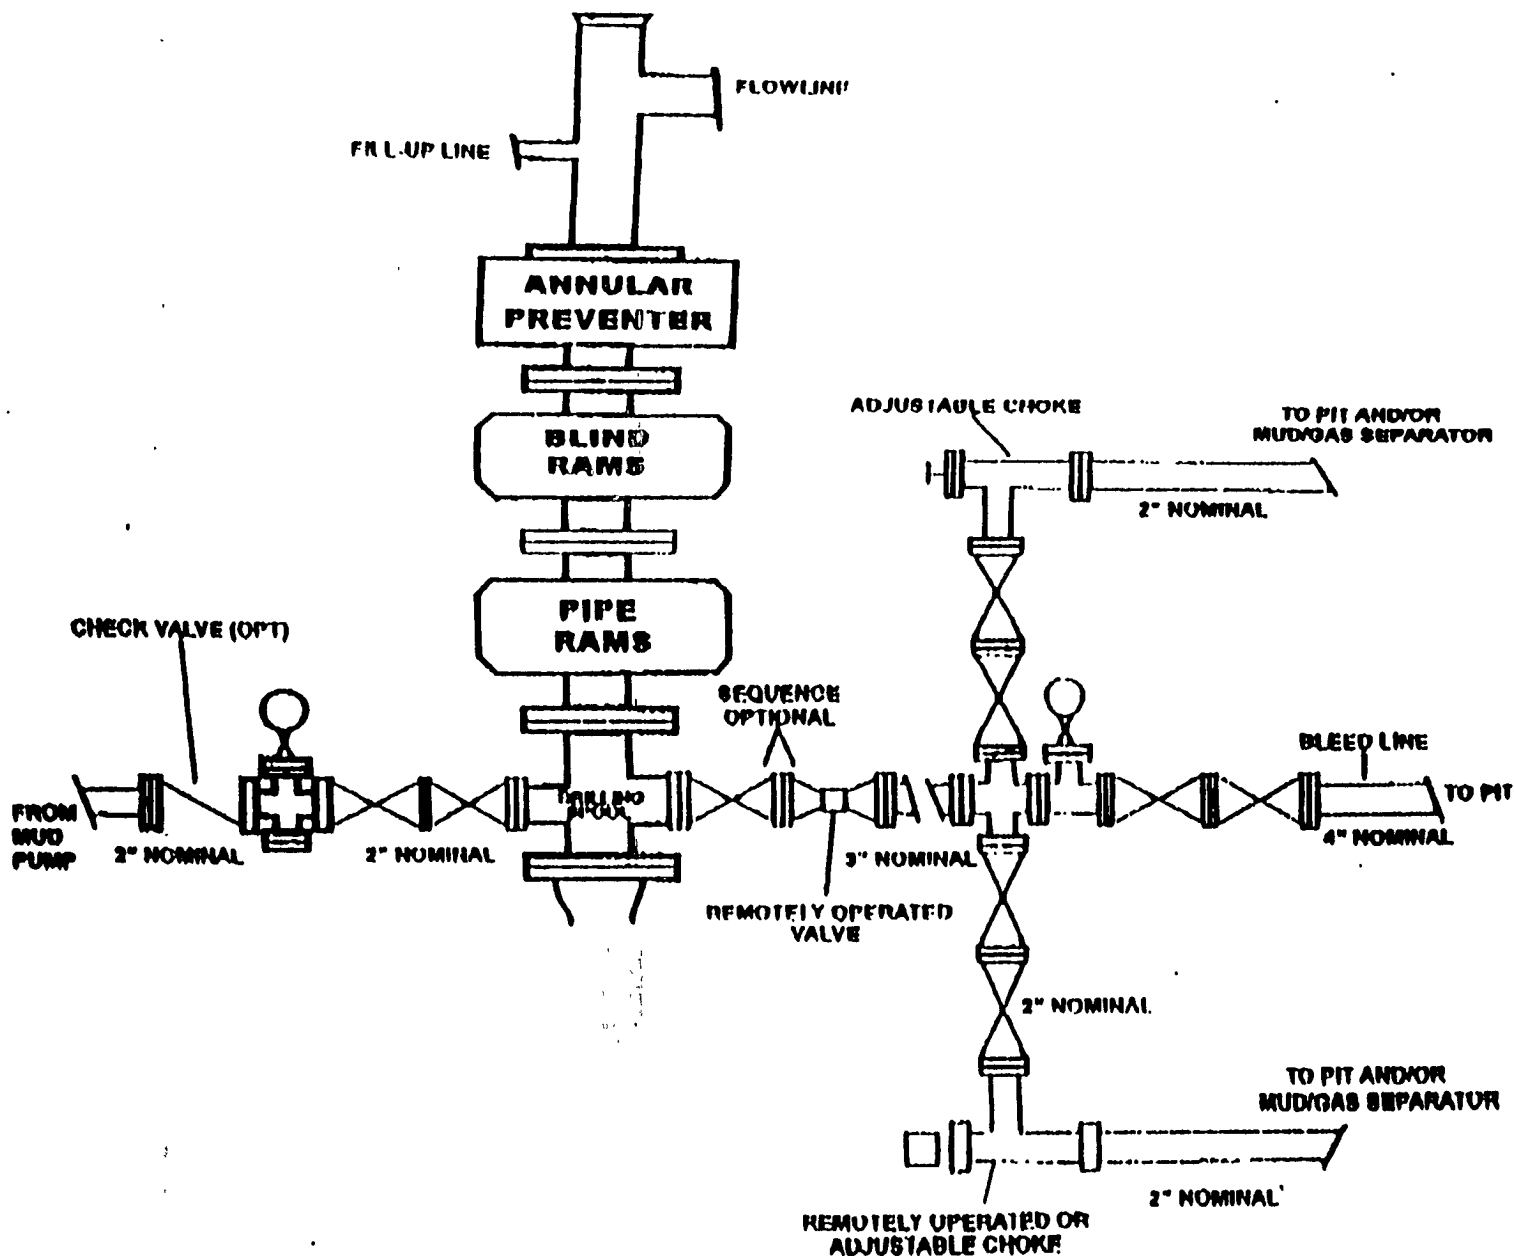 FLOWLINE
FILL-UP LINE
ANNULAR
PREVENTER
ADJUSTABLE CHOKE
TO PIT AND/OR
MUD/GAS SEPARATOR
BLIND
RAMS
2" NOMINAL
PIPE
RAMS
CHECK VALVE (OPT)
SEQUENCE
OPTIONAL
BLEED LINE
TO PIT
DRILLING
SPOOL
FROM
MUD
PUMP
2" NOMINAL
2" NOMINAL
3" NOMINAL
4" NOMINAL
REMOTELY OPERATED
VALVE
2" NOMINAL
TO PIT AND/OR
MUD/GAS SEPARATOR
2" NOMINAL
REMOTELY OPERATED OR
ADJUSTABLE CHOKE